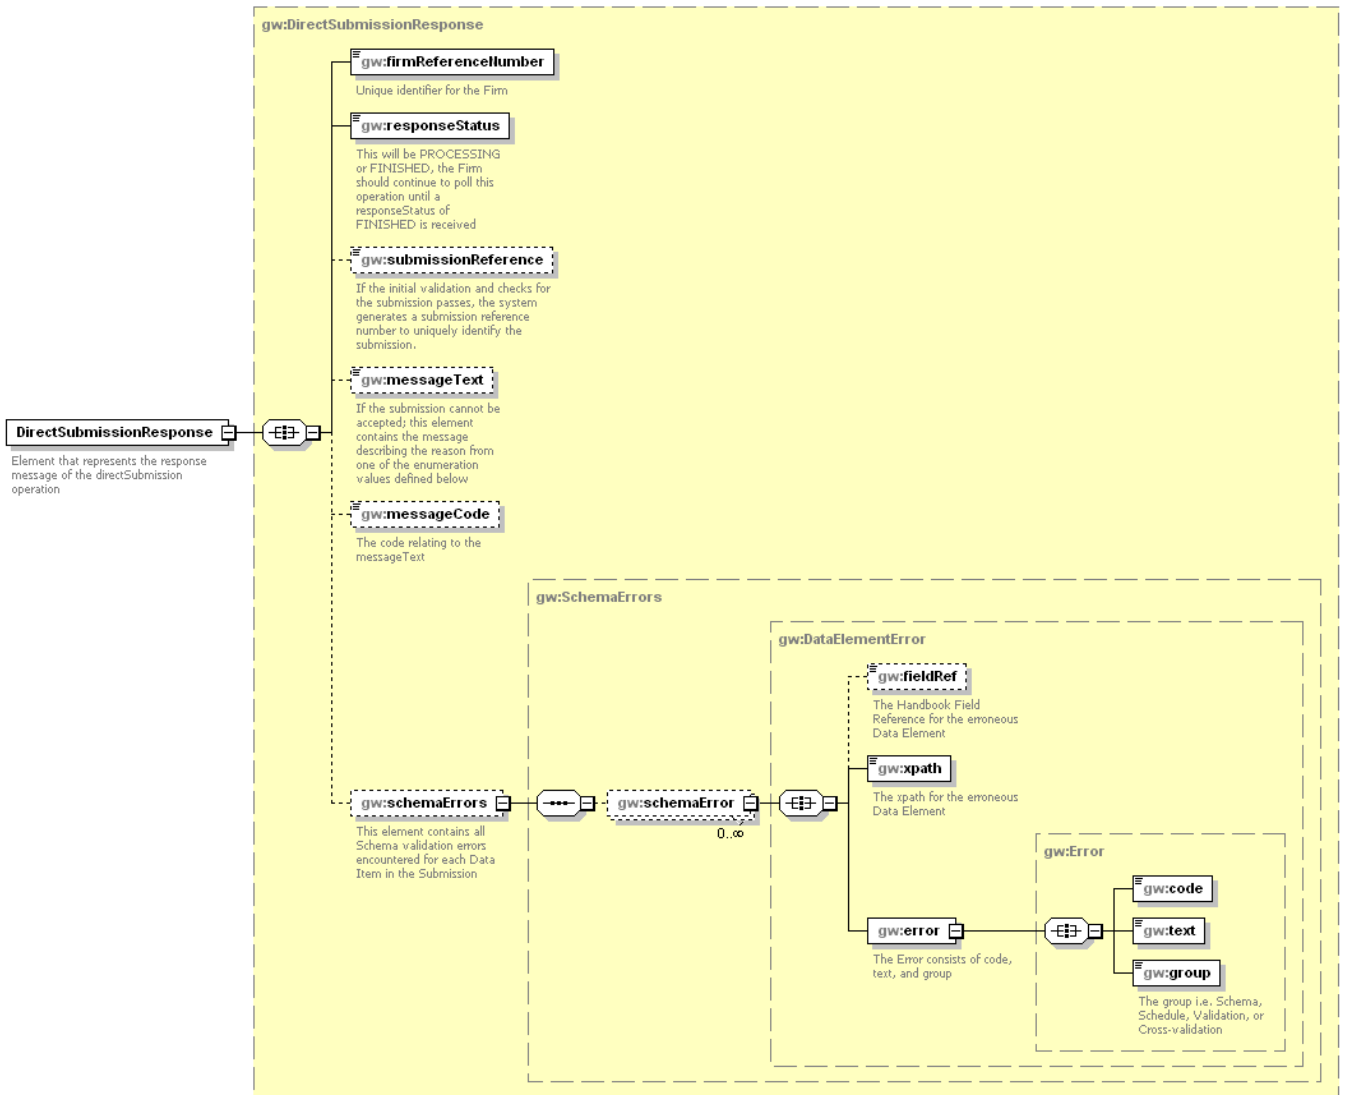 gw:DirectSubmissionResponse
gw:firmReferenceNumber
Unique identifier for the Firm
gw:responseStatus
This will be PROCESSING
or FINISHED, the Firm
should continue to poll this
operation until a
responseStatus of
FINISHED is received
gw:submissionReference
If the initial validation and checks for
the submission passes, the system
generates a submission reference
number to uniquely identify the
submission.
gw:messageText
If the submission cannot be
accepted; this element
contains the message
describing the reason from
one of the enumeration
values defined below
DirectSubmissionResponse
Element that represents the response
message of the directSubmission
operation
gw:messageCode
The code relating to the
messageText
gw:SchemaErrors
gw:DataElementError
gw:fieldRef
The Handbook Field
Reference for the erroneous
Data Element
gw:xpath
The xpath for the erroneous
Data Element
gw:schemaErrors
This element contains all
Schema validation errors
encountered for each Data
Item in the Submission
gw:schemaError
0..∞
gw:Error
gw:error
The Error consists of code,
text, and group
gw:code
gw:text
gw:group
The group i.e. Schema,
Schedule, Validation, or
Cross-validation